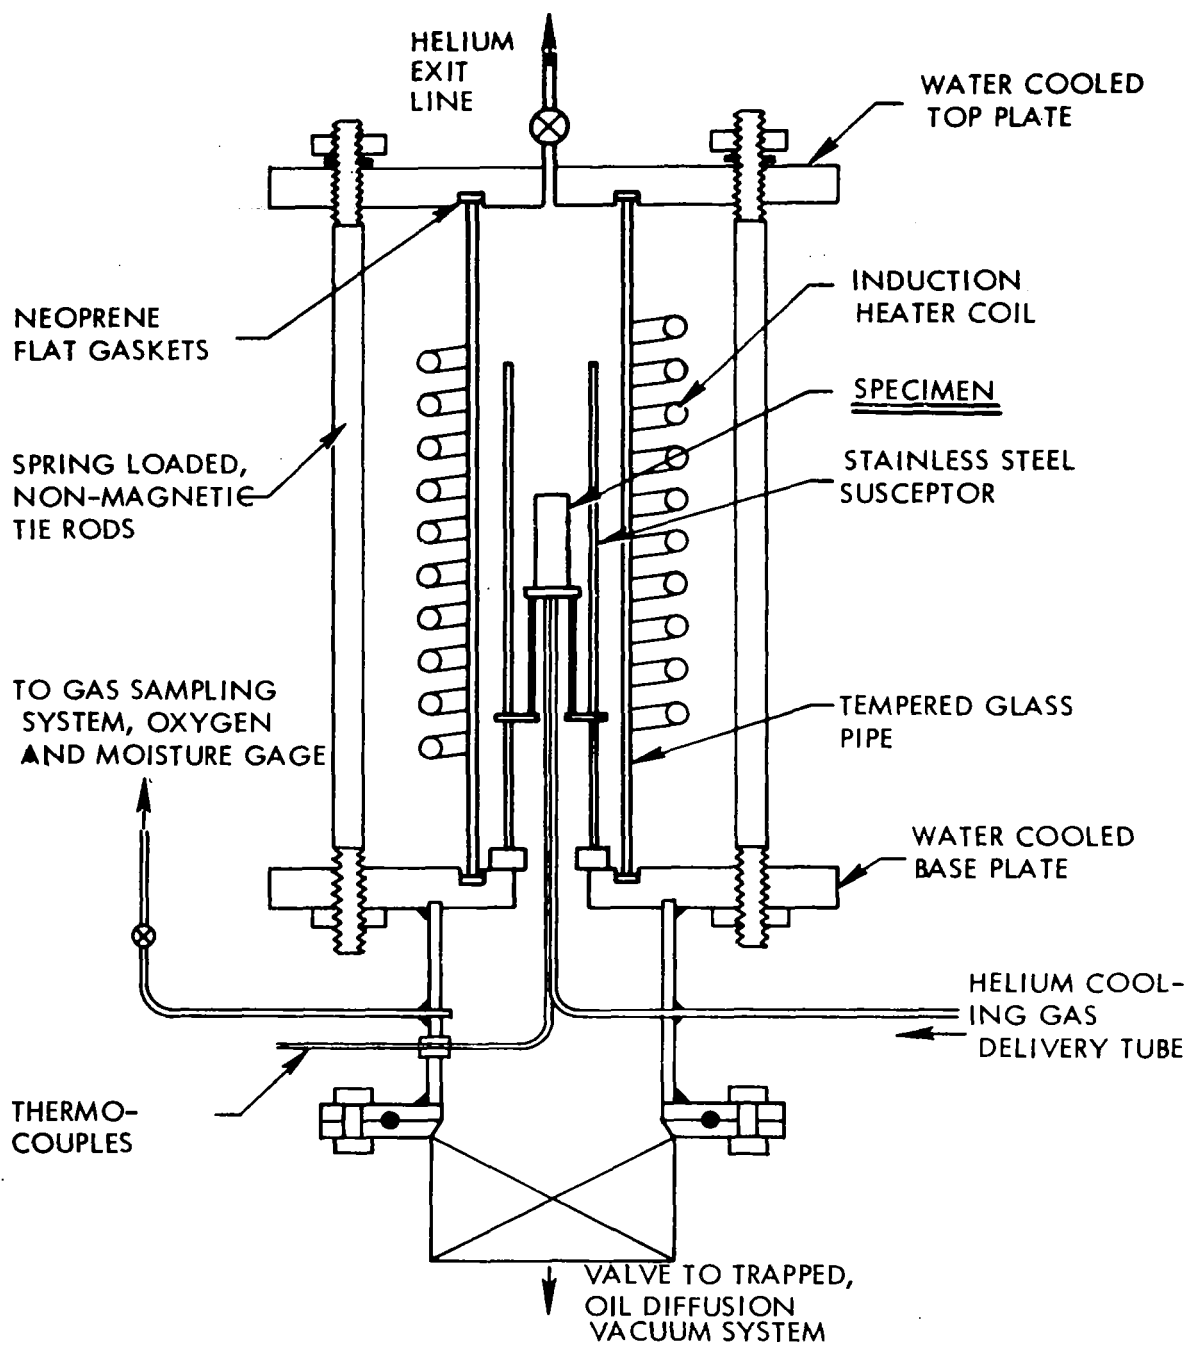 HELIUM
EXIT
LINE
WATER COOLED
TOP PLATE
NEOPRENE
FLAT GASKETS
INDUCTION
HEATER COIL
SPECIMEN
SPRING LOADED,
NON-MAGNETIC
TIE RODS
STAINLESS STEEL
SUSCEPTOR
TO GAS SAMPLING
SYSTEM, OXYGEN
AND MOISTURE GAGE
TEMPERED GLASS
PIPE
WATER COOLED
BASE PLATE
HELIUM COOL-
ING GAS
DELIVERY TUBE
THERMO-
COUPLES
VALVE TO TRAPPED,
OIL DIFFUSION
VACUUM SYSTEM